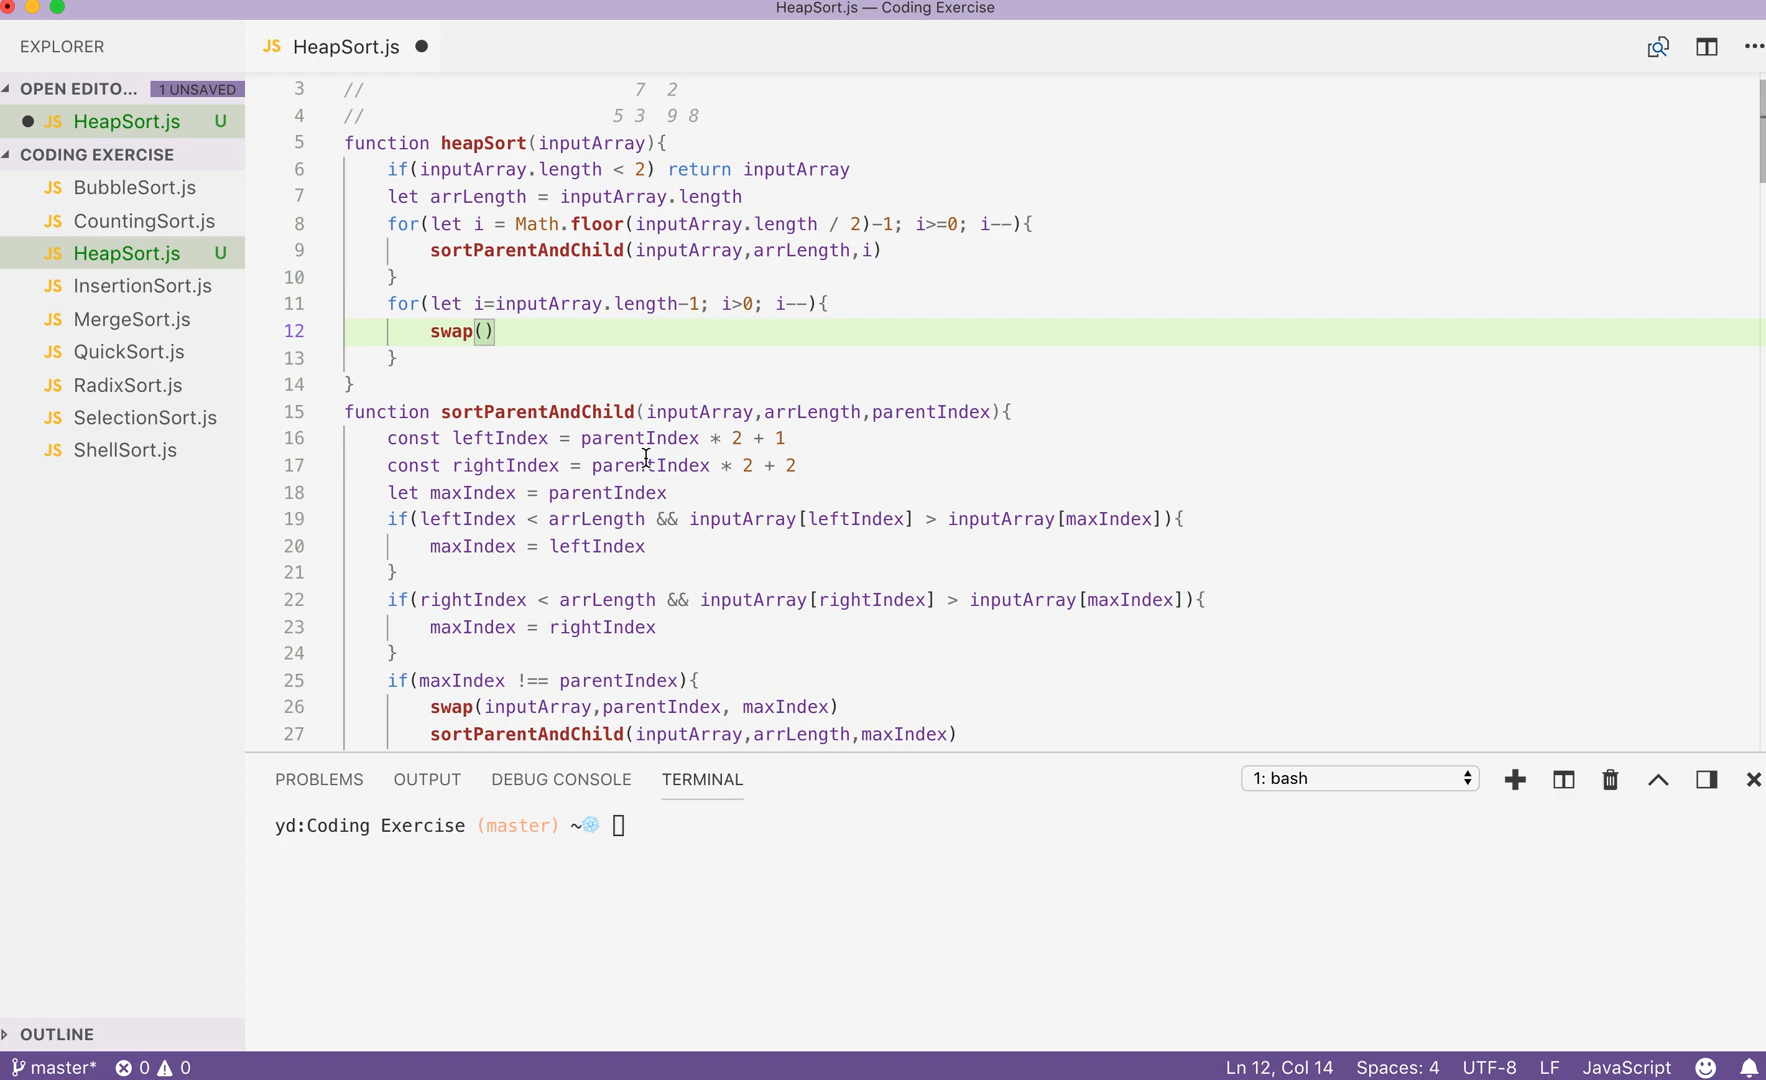 HeapSort.js — Coding Exercise
EXPLORER
JS HeapSort.js
OPEN EDITO... 1 UNSAVED
JS HeapSort.js U
CODING EXERCISE
JS BubbleSort.js
JS CountingSort.js
JS HeapSort.js U
JS InsertionSort.js
JS MergeSort.js
JS QuickSort.js
JS RadixSort.js
JS SelectionSort.js
JS ShellSort.js
OUTLINE
3 // 7 2
4 // 5 3 9 8
5 function heapSort(inputArray){
6 if(inputArray.length < 2) return inputArray
7 let arrLength = inputArray.length
8 for(let i = Math.floor(inputArray.length / 2)-1; i>=0; i--){
9 sortParentAndChild(inputArray,arrLength,i)
10 }
11 for(let i=inputArray.length-1; i>0; i--){
12 swap()
13 }
14 }
15 function sortParentAndChild(inputArray,arrLength,parentIndex){
16 const leftIndex = parentIndex * 2 + 1
17 const rightIndex = parentIndex * 2 + 2
18 let maxIndex = parentIndex
19 if(leftIndex < arrLength && inputArray[leftIndex] > inputArray[maxIndex]){
20 maxIndex = leftIndex
21 }
22 if(rightIndex < arrLength && inputArray[rightIndex] > inputArray[maxIndex]){
23 maxIndex = rightIndex
24 }
25 if(maxIndex !== parentIndex){
26 swap(inputArray,parentIndex, maxIndex)
27 sortParentAndChild(inputArray,arrLength,maxIndex)
PROBLEMS OUTPUT DEBUG CONSOLE TERMINAL 1: bash
yd:Coding Exercise (master) ~
master* 0 0 Ln 12, Col 14 Spaces: 4 UTF-8 LF JavaScript